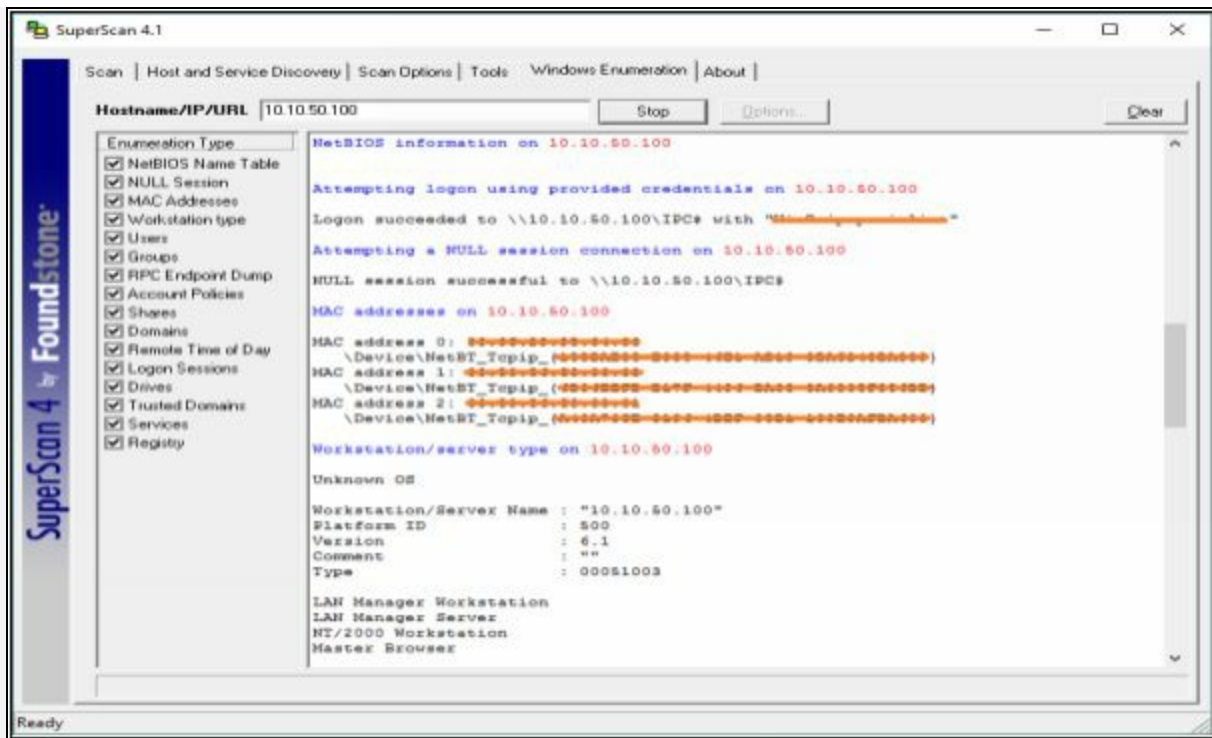 SuperScan 4.1
Scan | Host and Service Discovery | Scan Options | Tools Windows Enumeration | About |
Hostname/IP/URL 10.10.50.100 Stop Options... Clear
Enumeration Type
NetBIOS Name Table
NULL Session
MAC Addresses
Workstation type
Users
Groups
RPC Endpoint Dump
Account Policies
Shares
Domains
Remote Time of Day
Logon Sessions
Drives
Trusted Domains
Services
Registry
NetBIOS information on 10.10.50.100
Attempting logon using provided credentials on 10.10.50.100
Logon succeeded to \\10.10.50.100\IPC$ with ""
Attempting a NULL session connection on 10.10.50.100
NULL session successful to \\10.10.50.100\IPC$
MAC addresses on 10.10.50.100
MAC address 0:
\Device\NetBT_Tcpip_{}
MAC address 1:
\Device\NetBT_Tcpip_{}
MAC address 2:
\Device\NetBT_Tcpip_{}
Workstation/server type on 10.10.50.100
Unknown OS
Workstation/Server Name : "10.10.50.100"
Platform ID : 500
Version : 6.1
Comment : ""
Type : 00051003
LAN Manager Workstation
LAN Manager Server
NT/2000 Workstation
Master Browser
SuperScan 4 by Foundstone
Ready